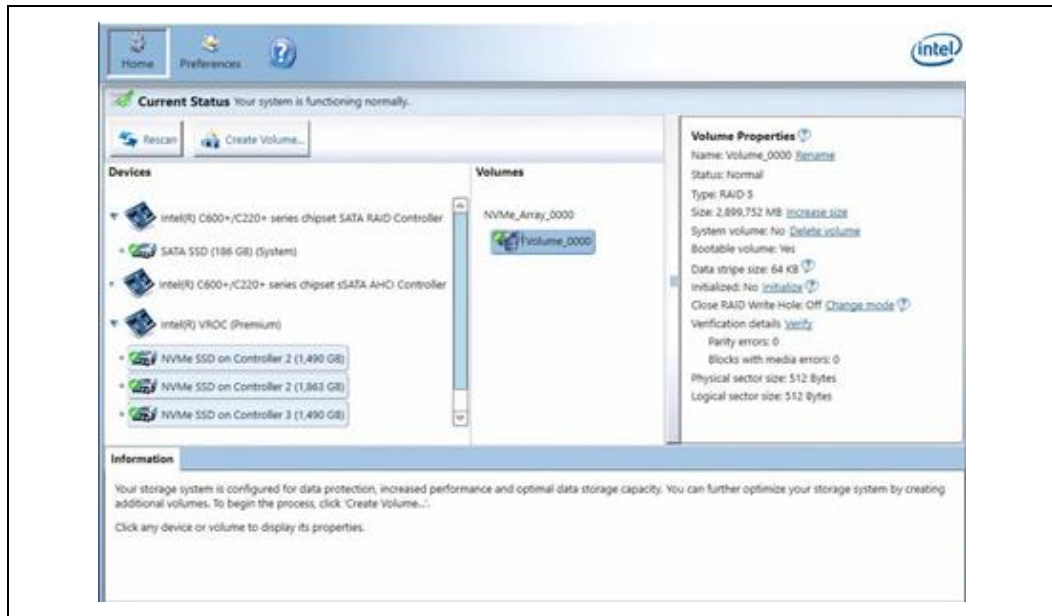 Home
Preferences
intel
Current Status Your system is functioning normally.
Rescan
Create Volume...
Devices
Intel(R) C600+/C220+ series chipset SATA RAID Controller
SATA SSD (186 GB) (System)
Intel(R) C600+/C220+ series chipset sSATA AHCI Controller
Intel(R) VROC (Premium)
NVMe SSD on Controller 2 (1,490 GB)
NVMe SSD on Controller 2 (1,863 GB)
NVMe SSD on Controller 3 (1,490 GB)
Volumes
NVMe_Array_0000
Volume_0000
Volume Properties ?
Name: Volume_0000 Rename
Status: Normal
Type: RAID 5
Size: 2,899,752 MB Increase size
System volume: No Delete volume
Bootable volume: Yes
Data stripe size: 64 KB ?
Initialized: No Initialize ?
Close RAID Write Hole: Off Change mode ?
Verification details Verify
Parity errors: 0
Blocks with media errors: 0
Physical sector size: 512 Bytes
Logical sector size: 512 Bytes
Information
Your storage system is configured for data protection, increased performance and optimal data storage capacity. You can further optimize your storage system by creating
additional volumes. To begin the process, click 'Create Volume...'.
Click any device or volume to display its properties.